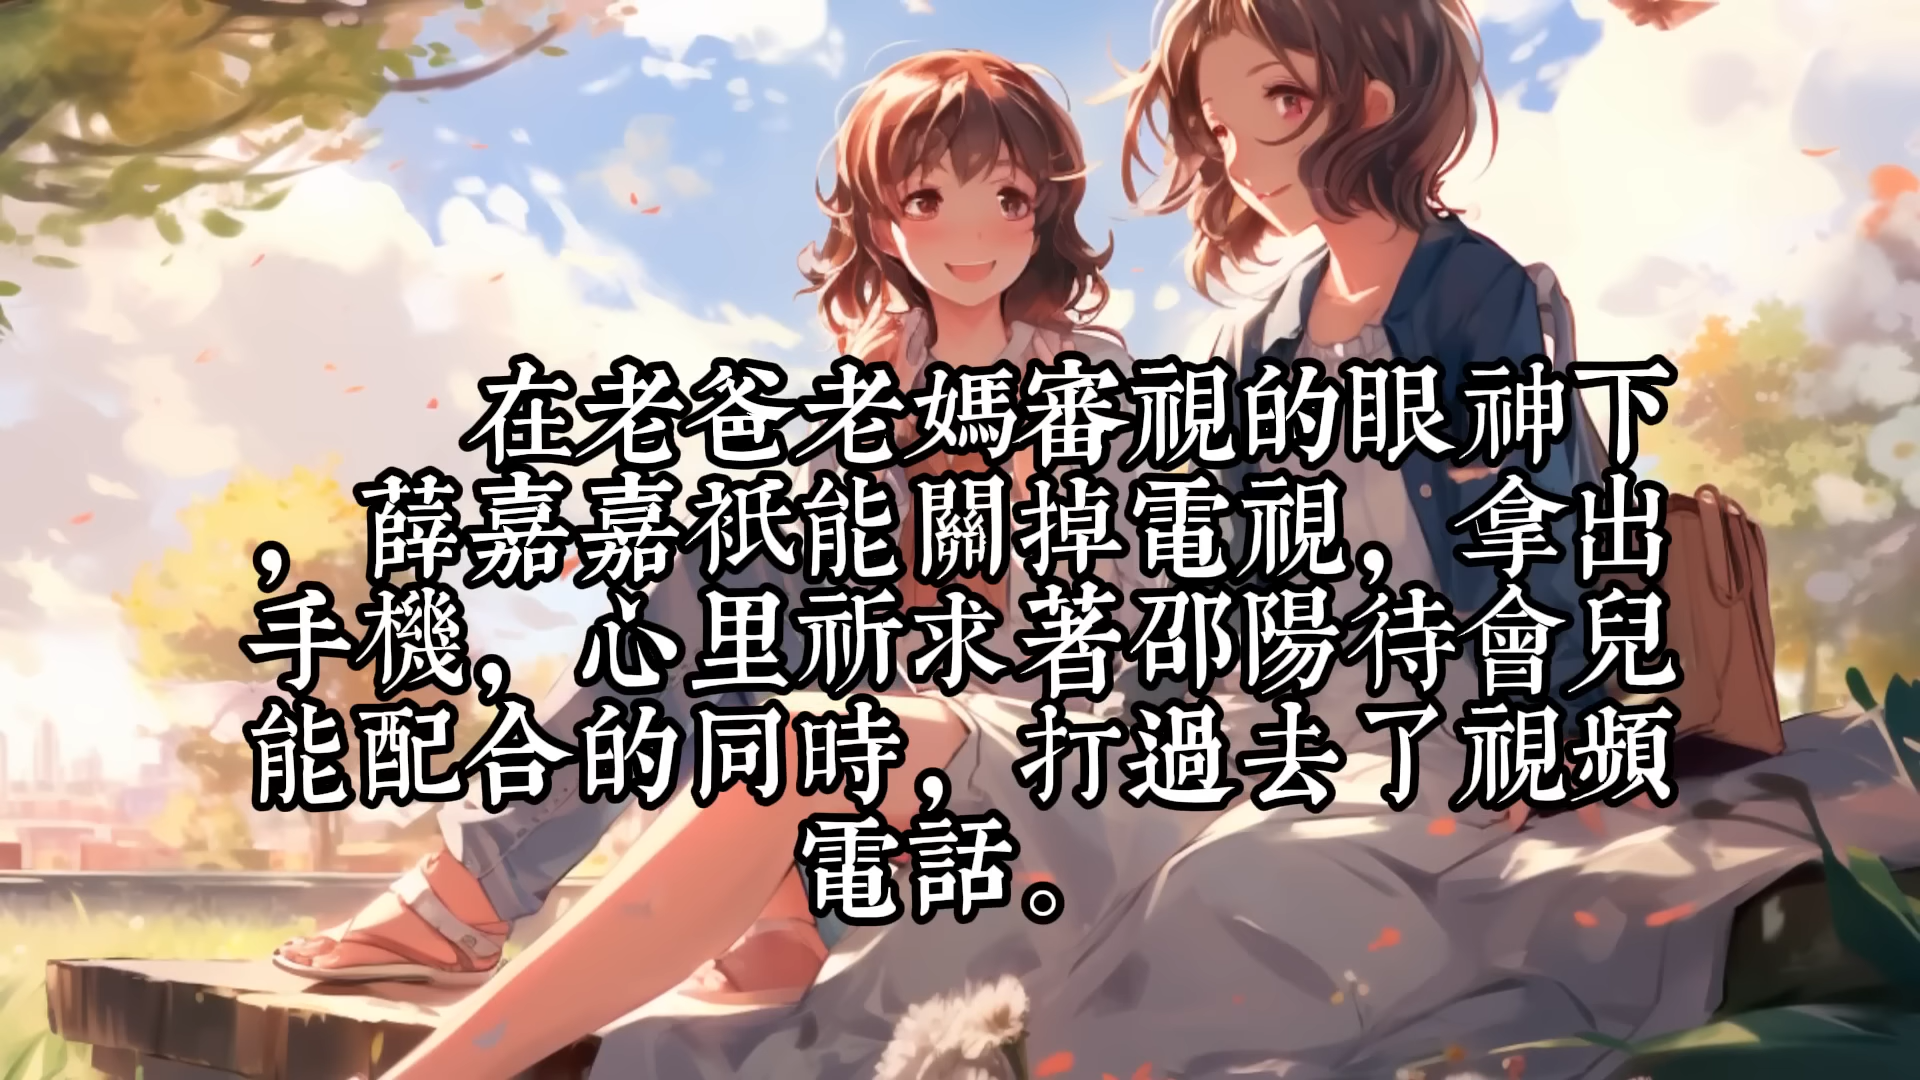 在老爸老媽審視的眼神下
，薛嘉嘉祇能關掉電視，拿出
手機，心里祈求著邵陽待會兒
能配合的同時，打過去了視頻
電話。